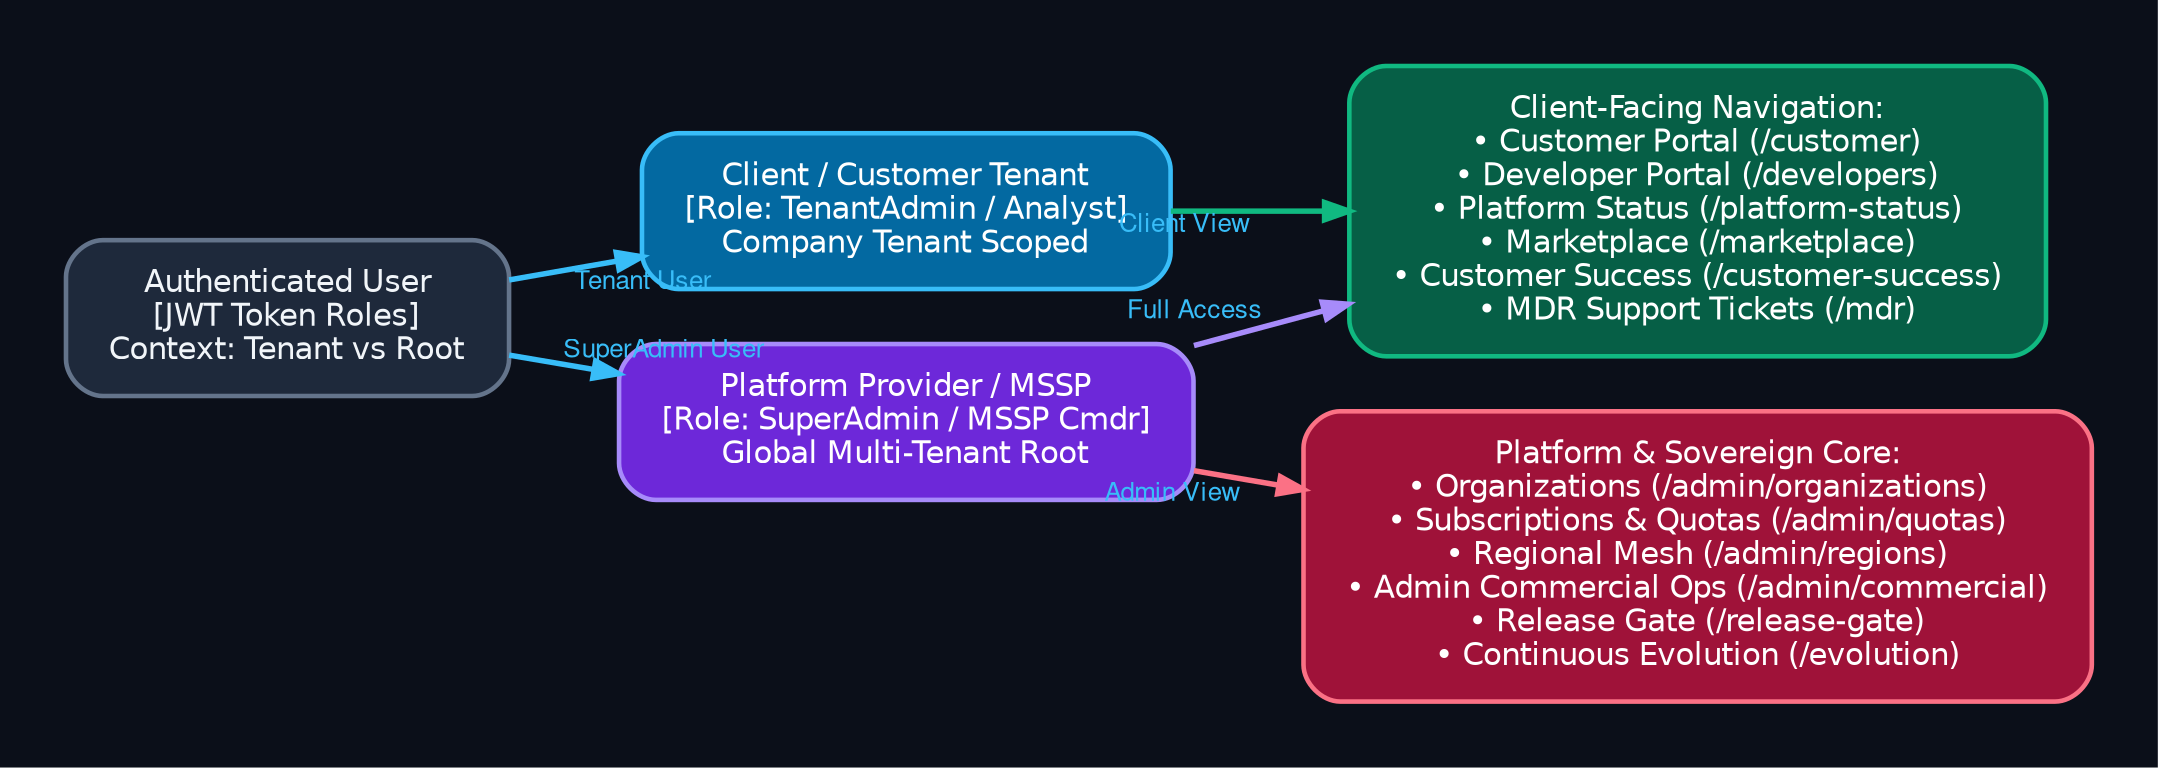 Authenticated User
[JWT Token Roles]
Context: Tenant vs Root
Tenant User
SuperAdmin User
Client / Customer Tenant
[Role: TenantAdmin / Analyst]
Company Tenant Scoped
Platform Provider / MSSP
[Role: SuperAdmin / MSSP Cmdr]
Global Multi-Tenant Root
Client View
Full Access
Admin View
Client-Facing Navigation:
• Customer Portal (/customer)
• Developer Portal (/developers)
• Platform Status (/platform-status)
• Marketplace (/marketplace)
• Customer Success (/customer-success)
• MDR Support Tickets (/mdr)
Platform & Sovereign Core:
• Organizations (/admin/organizations)
• Subscriptions & Quotas (/admin/quotas)
• Regional Mesh (/admin/regions)
• Admin Commercial Ops (/admin/commercial)
• Release Gate (/release-gate)
• Continuous Evolution (/evolution)